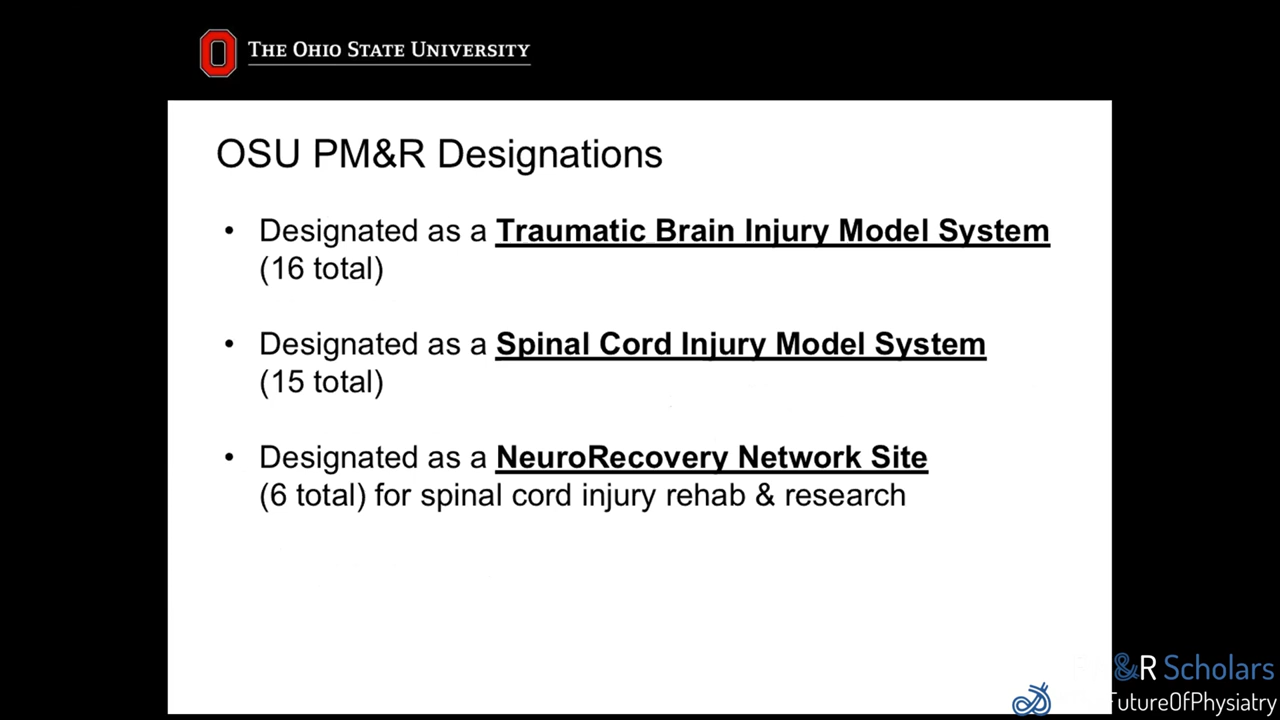 THE OHIO STATE UNIVERSITY
OSU PM&R Designations
• Designated as a Traumatic Brain Injury Model System
(16 total)
• Designated as a Spinal Cord Injury Model System
(15 total)
• Designated as a NeuroRecovery Network Site
(6 total) for spinal cord injury rehab & research
&R Scholars
FutureOfPhysiatry